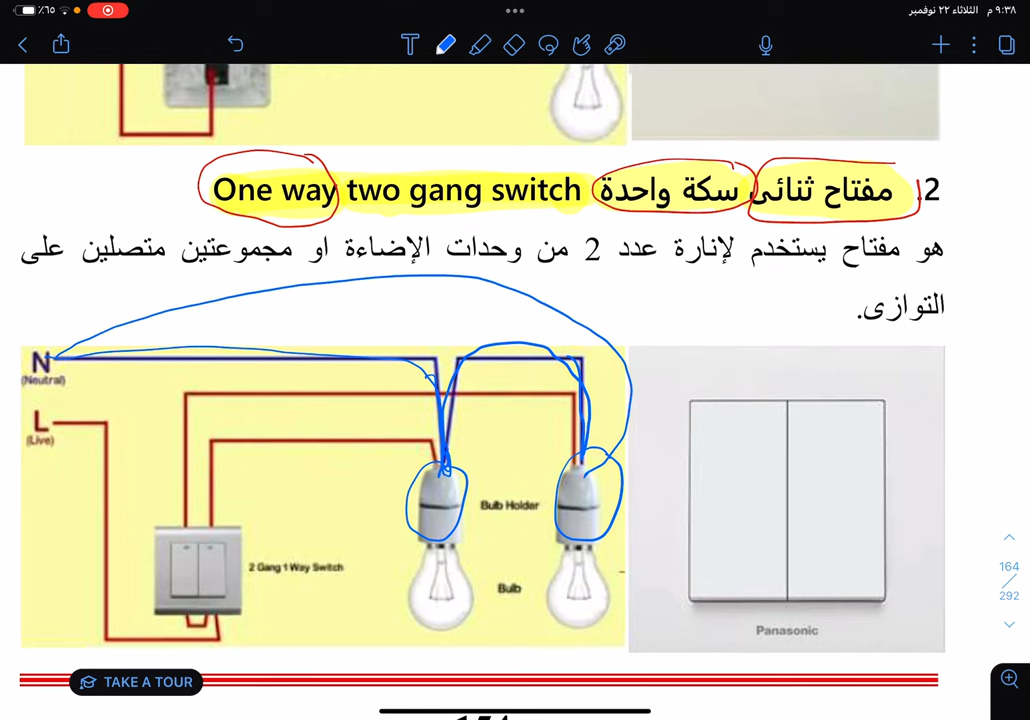 ٪٦٥
٩:٣٨ م الثلاثاء ٢٢ نوفمبر
T
2. مفتاح ثنائى سكة واحدة One way two gang switch
هو مفتاح يستخدم لإنارة عدد 2 من وحدات الإضاءة او مجموعتين متصلين على
التوازى.
N
(Neutral)
L
(Live)
Bulb Holder
2 Gang 1 Way Switch
Bulb
Panasonic
164
292
TAKE A TOUR